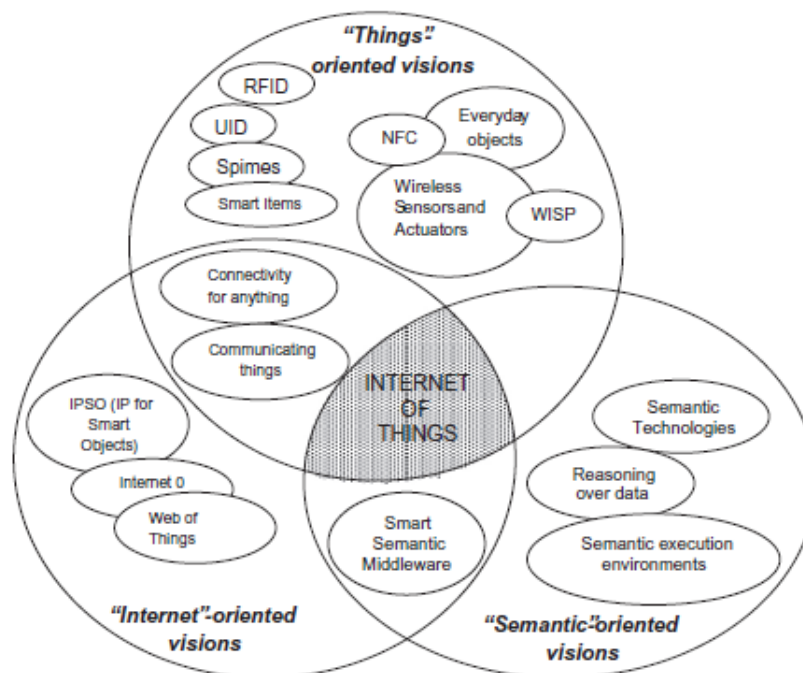 “Things”-
oriented visions
RFID
UID
Spimes
Smart Items
NFC
Everyday
objects
Wireless
Sensors and
Actuators
WISP
Connectivity
for anything
Communicating
things
INTERNET
OF
THINGS
IPSO (IP for
Smart
Objects)
Internet 0
Web of
Things
Semantic
Technologies
Reasoning
over data
Semantic execution
environments
Smart
Semantic
Middleware
“Internet”-oriented
visions
“Semantic”-oriented
visions